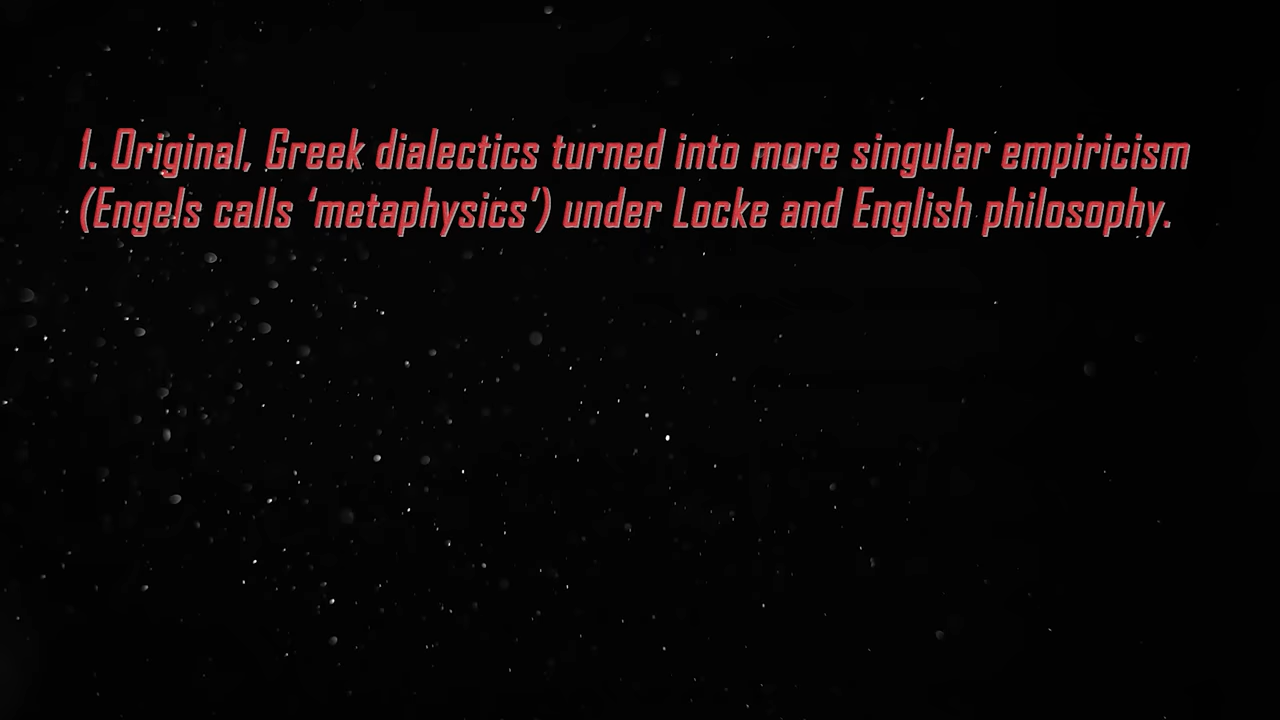 1. Original, Greek dialectics turned into more singular empiricism
(Engels calls ‘metaphysics’) under Locke and English philosophy.